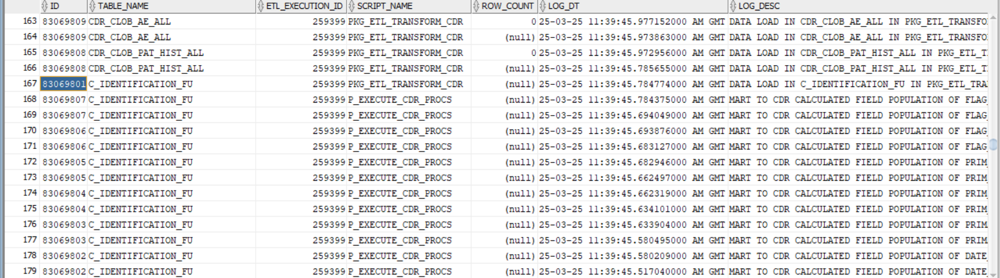 ID TABLE_NAME ETL_EXECUTION_ID SCRIPT_NAME ROW_COUNT LOG_DT LOG_DESC
163 83069809 CDR_CLOB_AE_ALL 259399 PKG_ETL_TRANSFORM_CDR 0 25-03-25 11:39:45.977152000 AM GMT DATA LOAD IN CDR_CLOB_AE_ALL IN PKG_ETL_TRANSFO
164 83069809 CDR_CLOB_AE_ALL 259399 PKG_ETL_TRANSFORM_CDR (null) 25-03-25 11:39:45.973863000 AM GMT DATA LOAD IN CDR_CLOB_AE_ALL IN PKG_ETL_TRANSFO
165 83069808 CDR_CLOB_PAT_HIST_ALL 259399 PKG_ETL_TRANSFORM_CDR 0 25-03-25 11:39:45.972956000 AM GMT DATA LOAD IN CDR_CLOB_PAT_HIST_ALL IN PKG_ETL_T
166 83069808 CDR_CLOB_PAT_HIST_ALL 259399 PKG_ETL_TRANSFORM_CDR (null) 25-03-25 11:39:45.785655000 AM GMT DATA LOAD IN CDR_CLOB_PAT_HIST_ALL IN PKG_ETL_T
167 83069801 C_IDENTIFICATION_FU 259399 PKG_ETL_TRANSFORM_CDR (null) 25-03-25 11:39:45.784774000 AM GMT DATA LOAD IN C_IDENTIFICATION_FU IN PKG_ETL_TRA
168 83069807 C_IDENTIFICATION_FU 259399 P_EXECUTE_CDR_PROCS (null) 25-03-25 11:39:45.784375000 AM GMT MART TO CDR CALCULATED FIELD POPULATION OF FLAG_
169 83069807 C_IDENTIFICATION_FU 259399 P_EXECUTE_CDR_PROCS (null) 25-03-25 11:39:45.694049000 AM GMT MART TO CDR CALCULATED FIELD POPULATION OF FLAG_
170 83069806 C_IDENTIFICATION_FU 259399 P_EXECUTE_CDR_PROCS (null) 25-03-25 11:39:45.693876000 AM GMT MART TO CDR CALCULATED FIELD POPULATION OF FLAG_
171 83069806 C_IDENTIFICATION_FU 259399 P_EXECUTE_CDR_PROCS (null) 25-03-25 11:39:45.683127000 AM GMT MART TO CDR CALCULATED FIELD POPULATION OF FLAG_
172 83069805 C_IDENTIFICATION_FU 259399 P_EXECUTE_CDR_PROCS (null) 25-03-25 11:39:45.682946000 AM GMT MART TO CDR CALCULATED FIELD POPULATION OF PRIM_
173 83069805 C_IDENTIFICATION_FU 259399 P_EXECUTE_CDR_PROCS (null) 25-03-25 11:39:45.662497000 AM GMT MART TO CDR CALCULATED FIELD POPULATION OF PRIM_
174 83069804 C_IDENTIFICATION_FU 259399 P_EXECUTE_CDR_PROCS (null) 25-03-25 11:39:45.662319000 AM GMT MART TO CDR CALCULATED FIELD POPULATION OF PRIM_
175 83069804 C_IDENTIFICATION_FU 259399 P_EXECUTE_CDR_PROCS (null) 25-03-25 11:39:45.634101000 AM GMT MART TO CDR CALCULATED FIELD POPULATION OF PRIM_
176 83069803 C_IDENTIFICATION_FU 259399 P_EXECUTE_CDR_PROCS (null) 25-03-25 11:39:45.633904000 AM GMT MART TO CDR CALCULATED FIELD POPULATION OF PRIM
177 83069803 C_IDENTIFICATION_FU 259399 P_EXECUTE_CDR_PROCS (null) 25-03-25 11:39:45.580495000 AM GMT MART TO CDR CALCULATED FIELD POPULATION OF PRIM
178 83069802 C_IDENTIFICATION_FU 259399 P_EXECUTE_CDR_PROCS (null) 25-03-25 11:39:45.580209000 AM GMT MART TO CDR CALCULATED FIELD POPULATION OF DATE_
179 83069802 C_IDENTIFICATION_FU 259399 P_EXECUTE_CDR_PROCS (null) 25-03-25 11:39:45.517040000 AM GMT MART TO CDR CALCULATED FIELD POPULATION OF DATE_